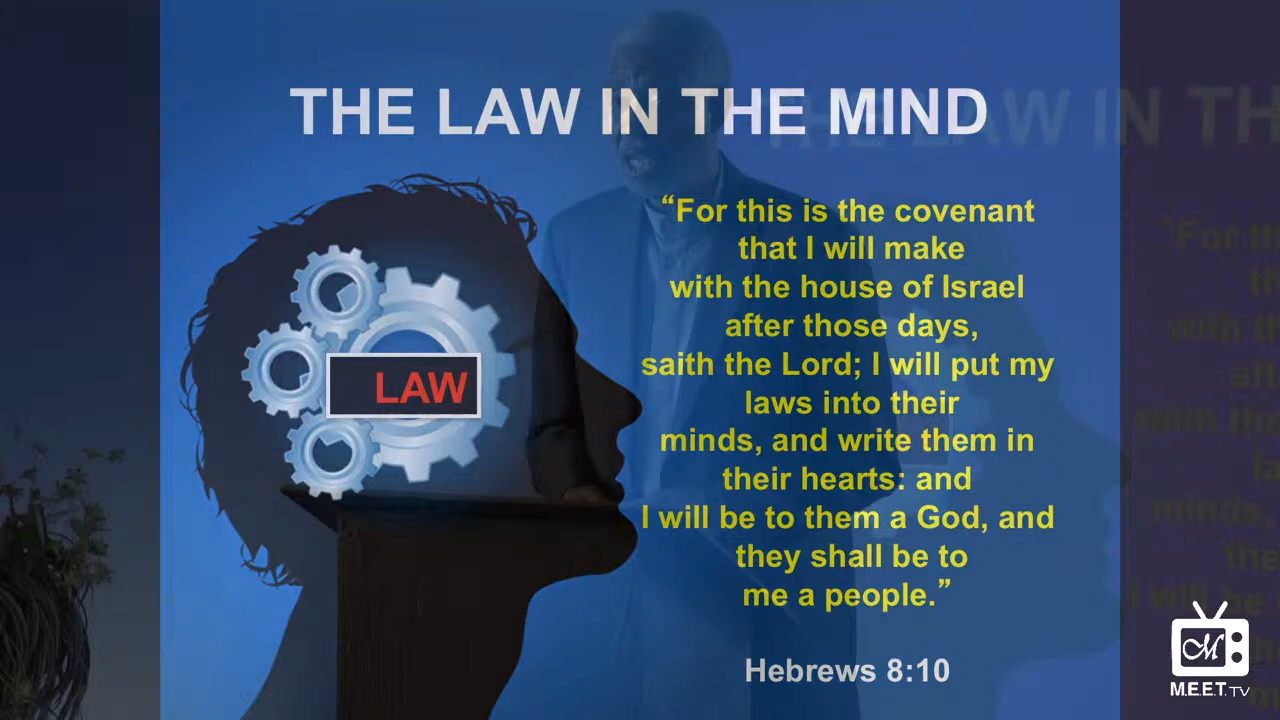 THE LAW IN THE MIND
LAW
“For this is the covenant
that I will make
with the house of Israel
after those days,
saith the Lord; I will put my
laws into their
minds, and write them in
their hearts: and
I will be to them a God, and
they shall be to
me a people.”
Hebrews 8:10
M
M.E.E.T.TV